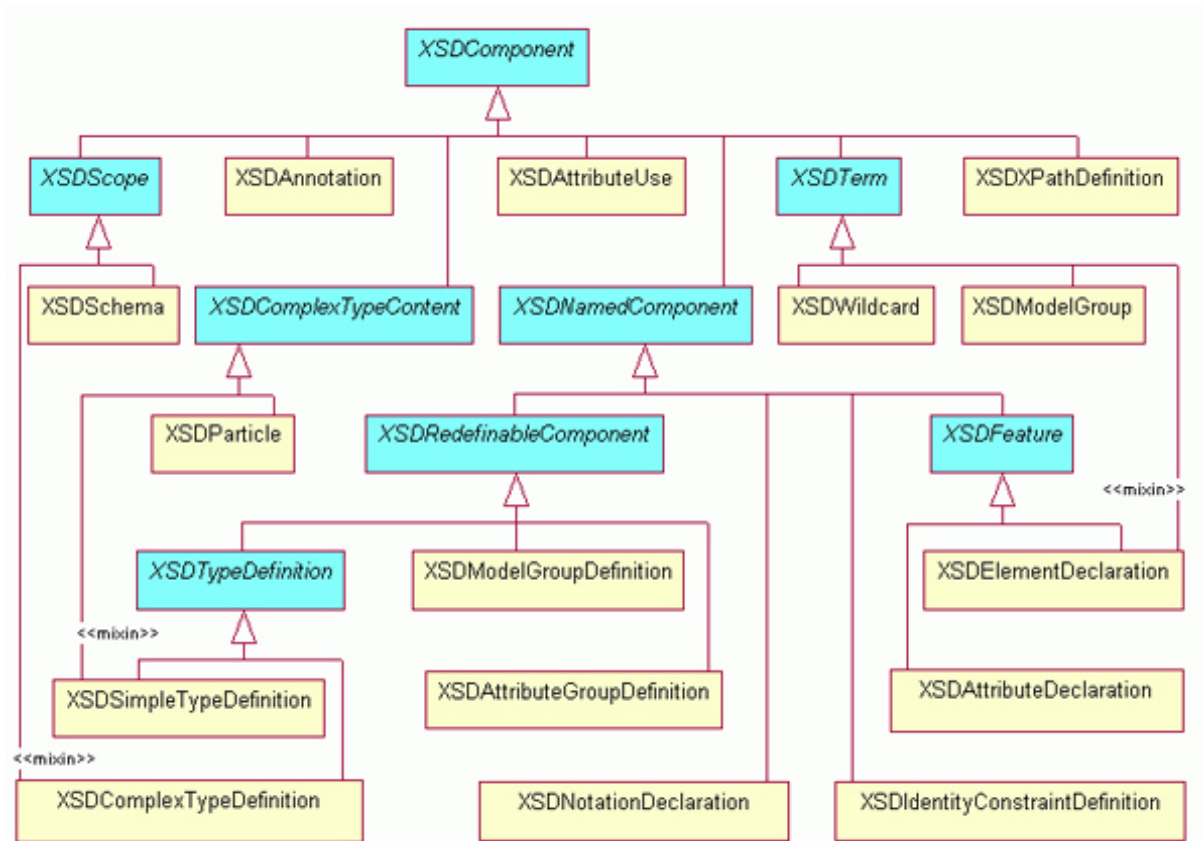 XSDComponent
XSDScope
XSDAnnotation
XSDAttributeUse
XSDTerm
XSDXPathDefinition
XSDSchema
XSDComplexTypeContent
XSDNamedComponent
XSDWildcard
XSDModelGroup
XSDParticle
XSDRedefinableComponent
XSDFeature
<<mixin>>
XSDTypeDefinition
XSDModelGroupDefinition
XSDElementDeclaration
<<mixin>>
XSDSimpleTypeDefinition
XSDAttributeGroupDefinition
XSDAttributeDeclaration
<<mixin>>
XSDComplexTypeDefinition
XSDNotationDeclaration
XSDIdentityConstraintDefinition